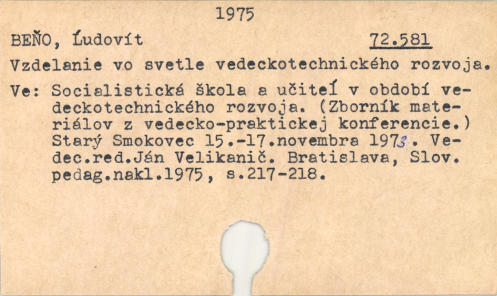 1975
BEŇO, Ĺudovít 72.581
Vzdelanie vo svetle vedeckotechnického rozvoja.
Ve: Socialistická škola a učiteĺ v období ve-
deckotechnického rozvoja. (Zborník mate-
riálov z vedecko-praktickej konferencie.)
Starý Smokovec 15.-17.novembra 1973. Ve-
dec.red.Ján Velikanič. Bratislava, Slov.
pedag.nakl.1975, s.217-218.